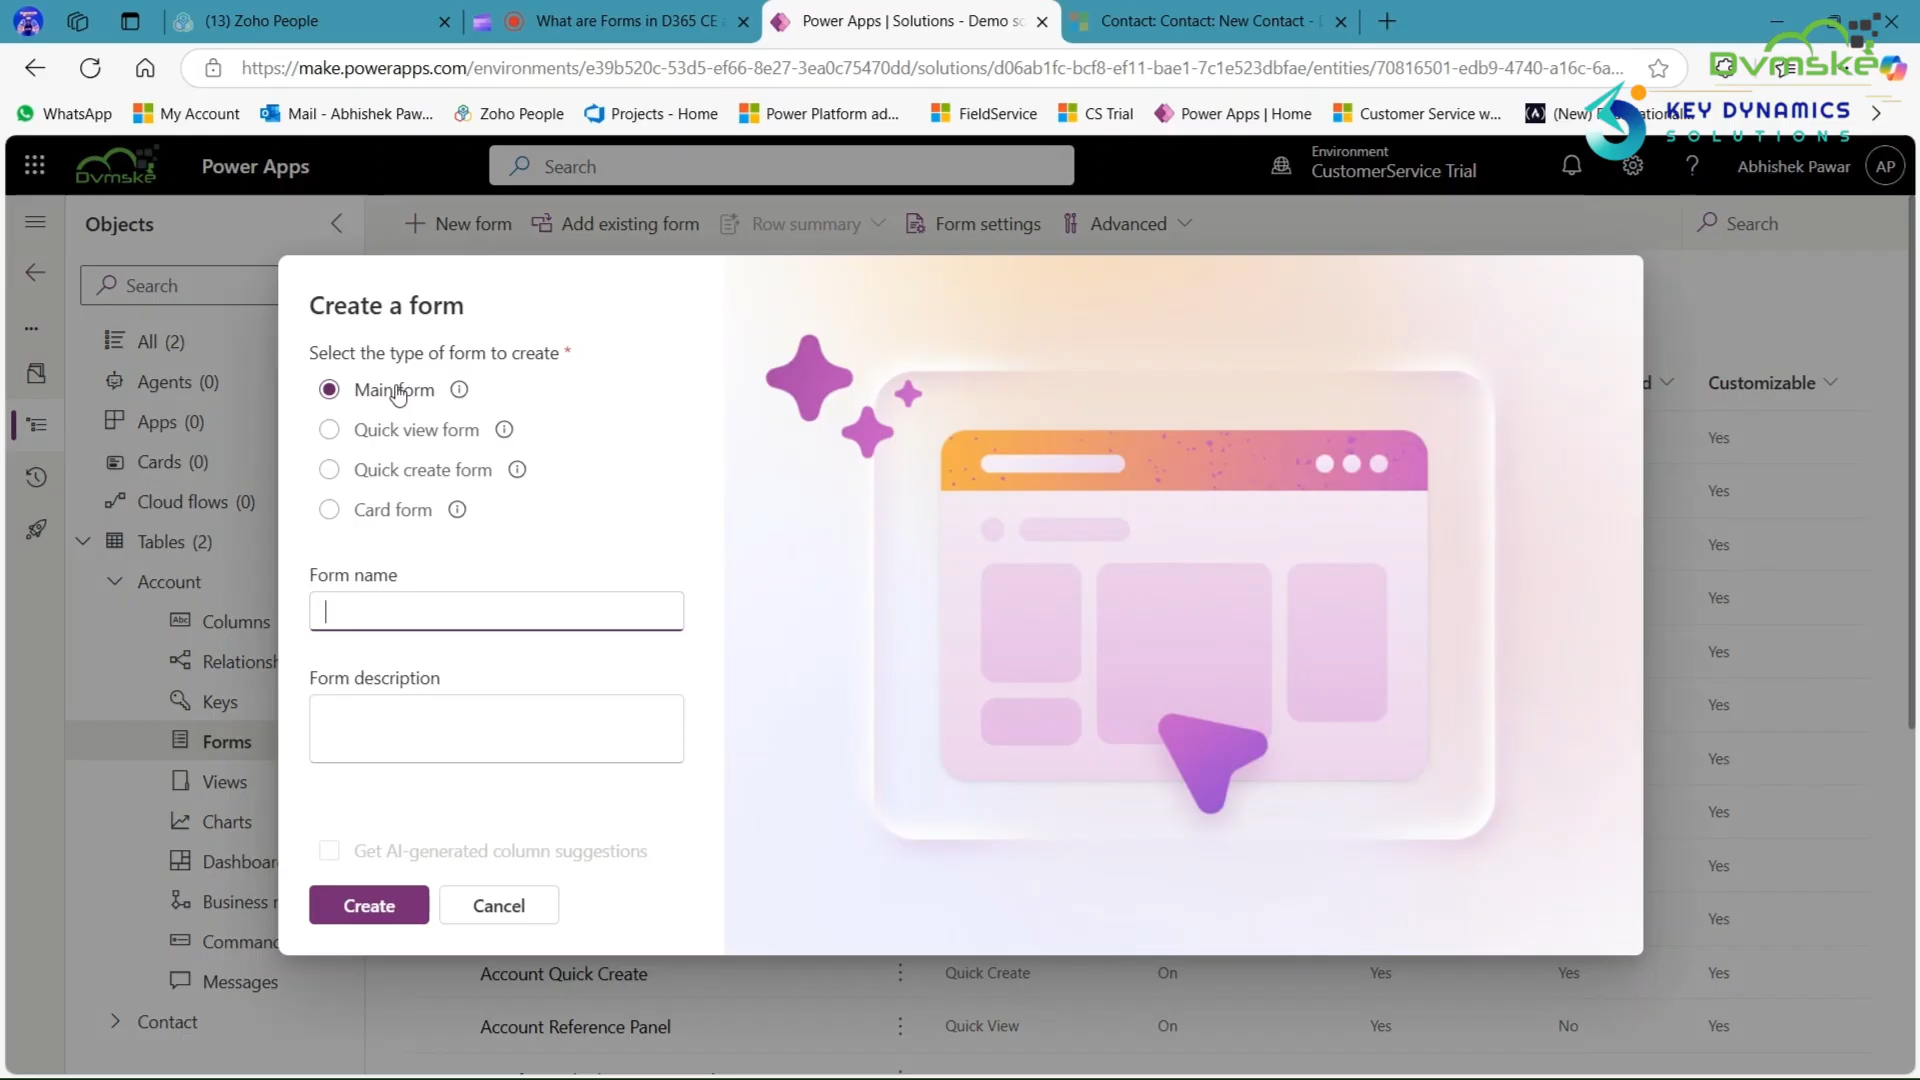 (13) Zoho People
What are Forms in D365 CE
Power Apps | Solutions - Demo so
Contact: Contact: New Contact -
https://make.powerapps.com/environments/e39b520c-53d5-ef66-8e27-3ea0c75470dd/solutions/d06ab1fc-bcf8-ef11-bae1-7c1e523dbfae/entities/70816501-edb9-4740-a16c-6a...
Dvmske
WhatsApp
My Account
Mail - Abhishek Paw...
Zoho People
Projects - Home
Power Platform ad...
FieldService
CS Trial
Power Apps | Home
Customer Service w...
(New)
KEY DYNAMICS
SOLUTIONS
Dvmske
Power Apps
Search
Environment
CustomerService Trial
Abhishek Pawar
AP
Objects
New form
Add existing form
Row summary
Form settings
Advanced
Search
Search
All (2)
Agents (0)
Apps (0)
Cards (0)
Cloud flows (0)
Tables (2)
Account
Columns
Relationsh
Keys
Forms
Views
Charts
Dashboar
Business r
Command
Messages
Contact
Create a form
Select the type of form to create *
Main form
Quick view form
Quick create form
Card form
Form name
Form description
Get AI-generated column suggestions
Create
Cancel
d
Customizable
Yes
Yes
Yes
Yes
Yes
Yes
Yes
Yes
Yes
Yes
Account Quick Create
Quick Create
On
Yes
Yes
Yes
Account Reference Panel
Quick View
On
Yes
No
Yes